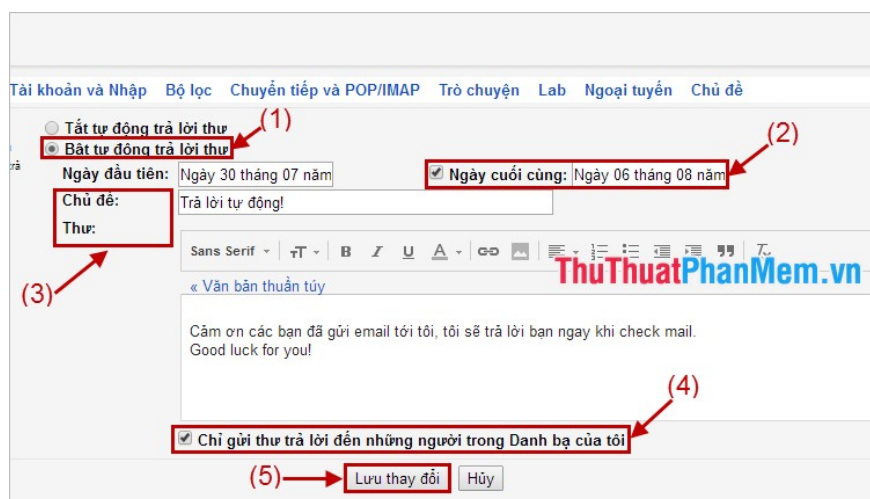 Tài khoản và Nhập Bộ lọc Chuyển tiếp và POP/IMAP Trò chuyện Lab Ngoại tuyến Chủ đề
(1)
Tắt tự động trả lời thư
(2)
Bật tự động trả lời thư
trả
Ngày đầu tiên: Ngày 30 tháng 07 năm Ngày cuối cùng: Ngày 06 tháng 08 năm
Chủ đề: Trả lời tự động!
Thư:
Sans Serif B I U A
(3)
ThuThuatPhanMem.vn
« Văn bản thuần túy
Cảm ơn các bạn đã gửi email tới tôi, tôi sẽ trả lời bạn ngay khi check mail.
Good luck for you!
(4)
Chỉ gửi thư trả lời đến những người trong Danh bạ của tôi
(5) Lưu thay đổi Hủy